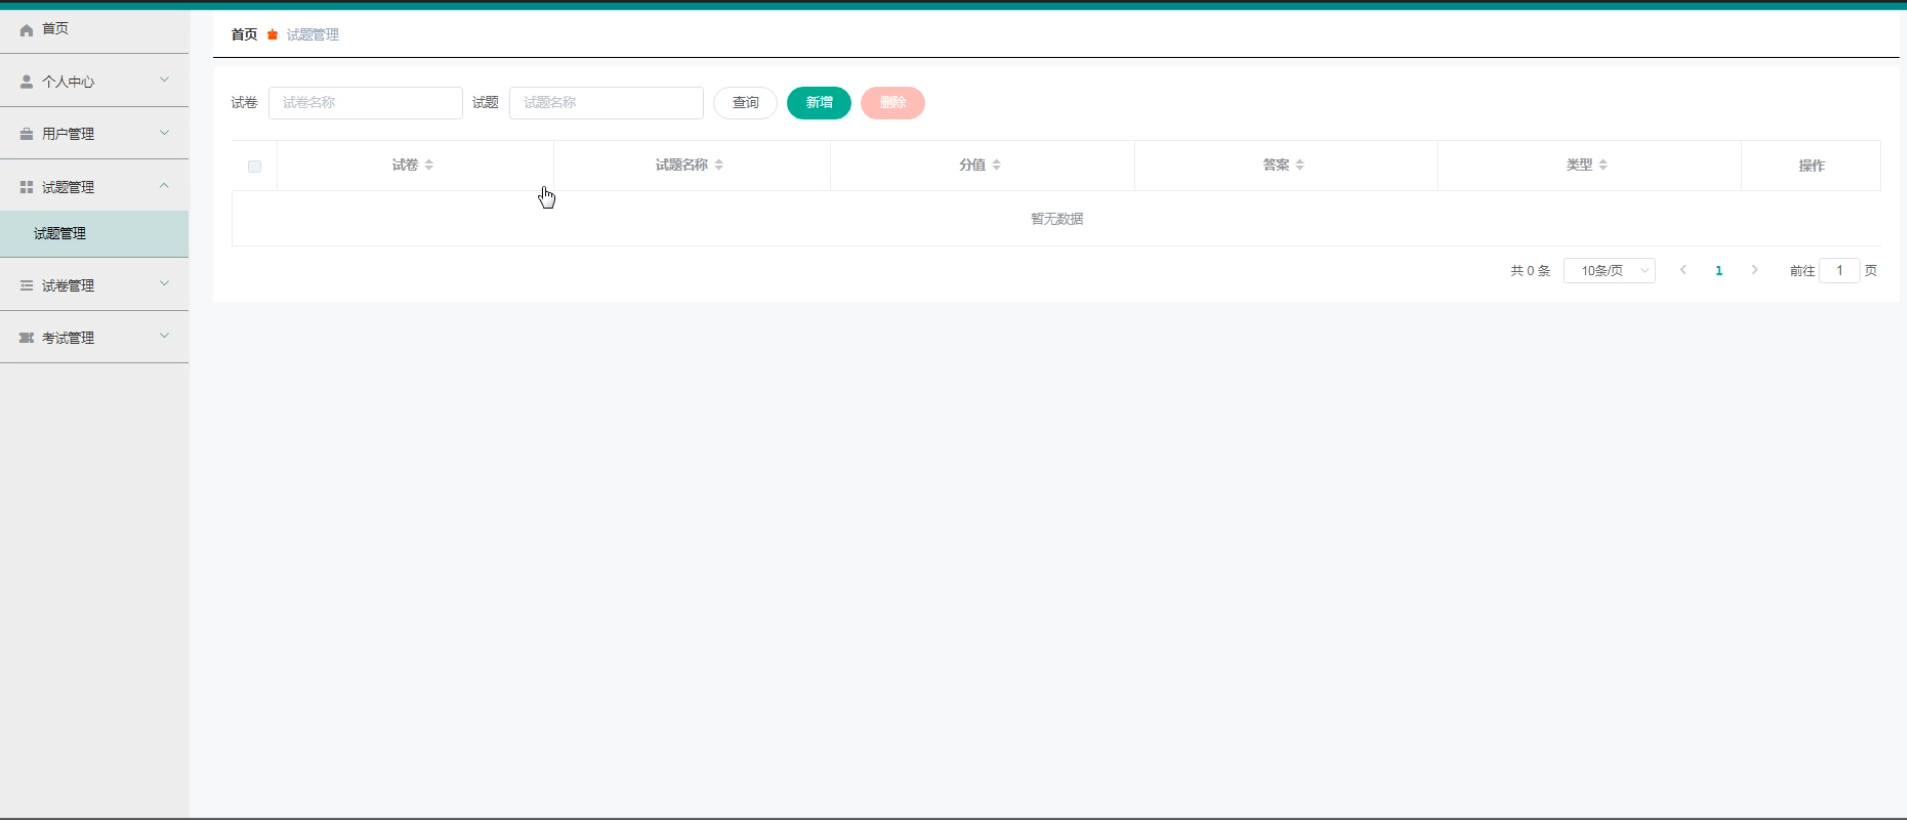 首页
个人中心
用户管理
试题管理
试题管理
试卷管理
考试管理
首页 试题管理
试卷 试卷名称 试题 试题名称 查询 新增 删除
试卷 试题名称 分值 答案 类型 操作
暂无数据
共 0 条 10条/页 1 前往 1 页